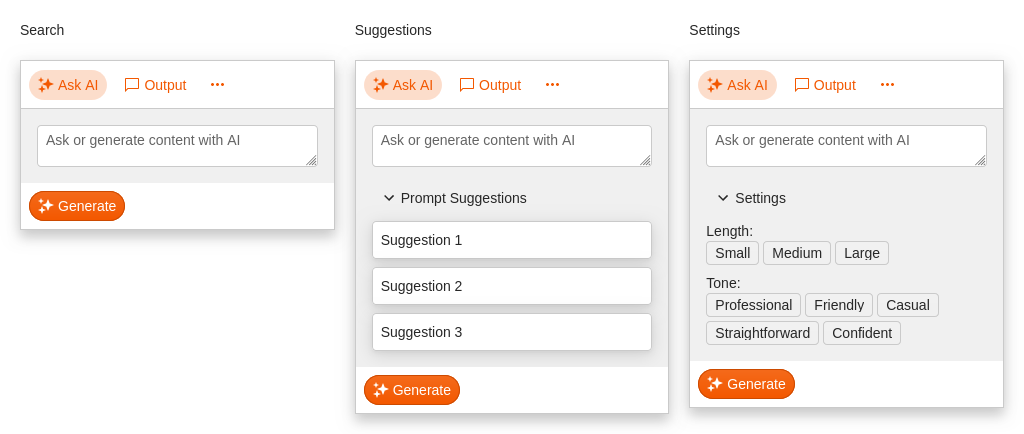 Search
Ask AI Output
Ask or generate content with AI
Generate
Suggestions
Ask AI Output
Ask or generate content with AI
Prompt Suggestions
Suggestion 1
Suggestion 2
Suggestion 3
Generate
Settings
Ask AI Output
Ask or generate content with AI
Settings
Length:
Small Medium Large
Tone:
Professional Friendly Casual
Straightforward Confident
Generate